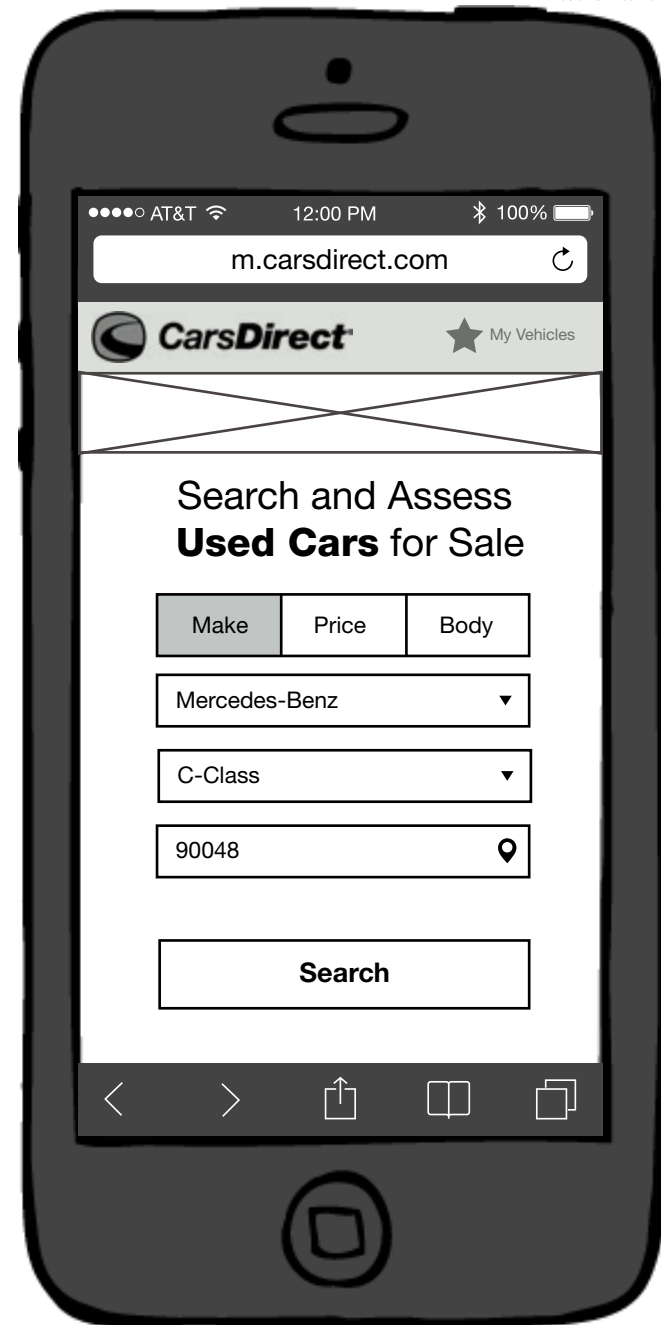 AT&T 12:00 PM 100%
m.carsdirect.com
CarsDirect My Vehicles
Search and Assess
Used Cars for Sale
Make Price Body
Mercedes-Benz
C-Class
90048
Search